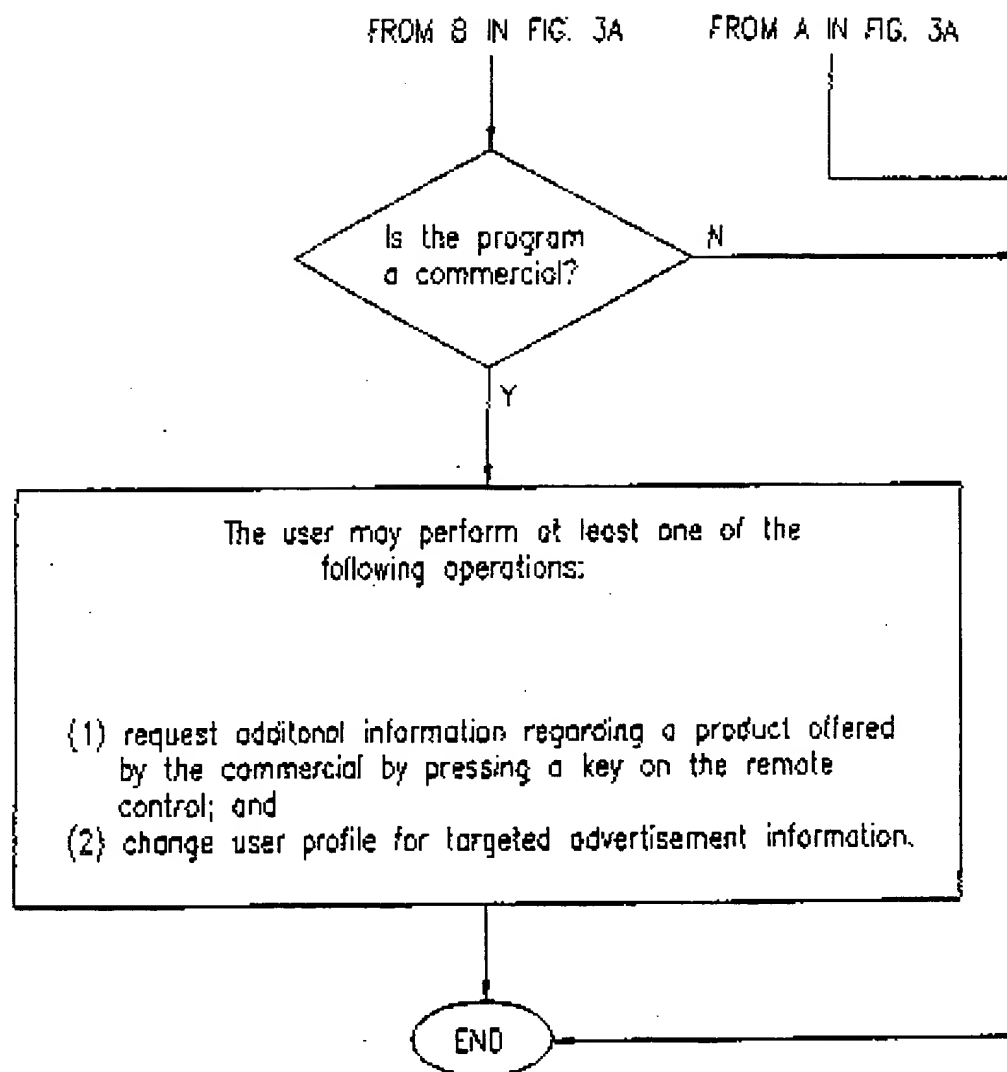 FROM B IN FIG. 3A
FROM A IN FIG. 3A
Is the program
a commercial?
N
Y
The user may perform at least one of the
following operations:
(1) request additonal information regarding a product offered
by the commercial by pressing a key on the remote
control; and
(2) change user profile for targeted advertisement information.
END